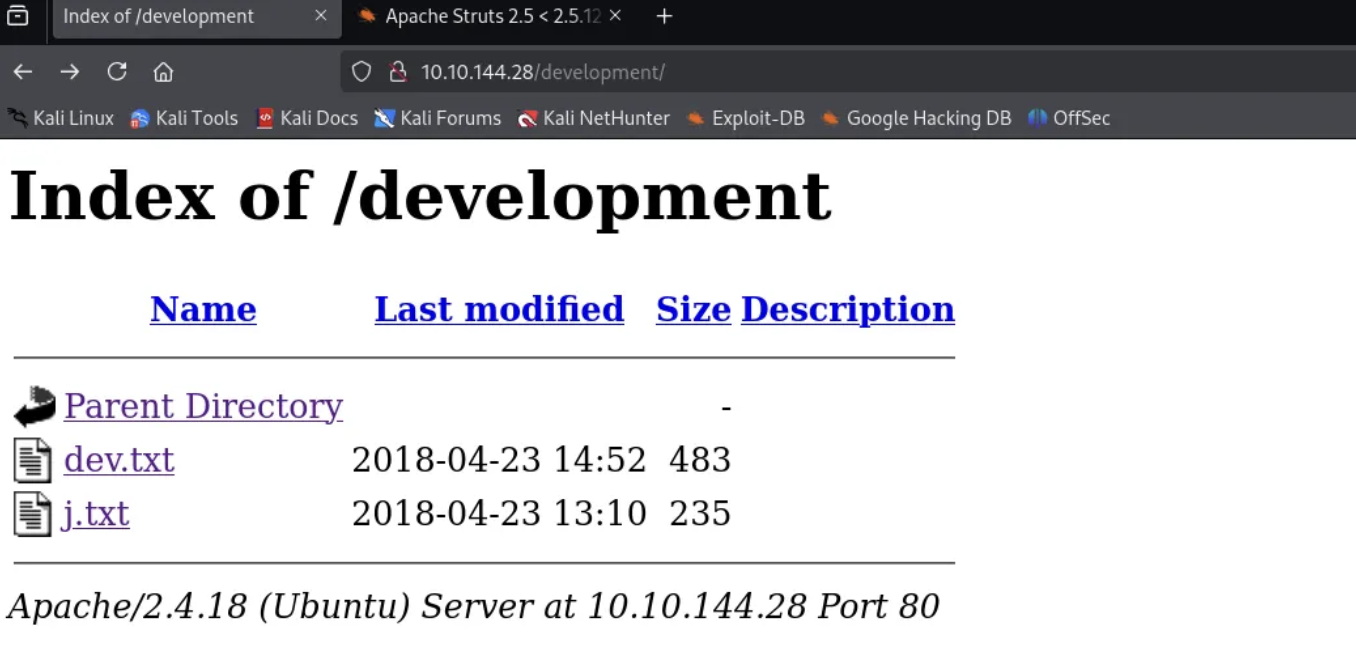 Index of /development Apache Struts 2.5 < 2.5.12
10.10.144.28/development/
Kali Linux Kali Tools Kali Docs Kali Forums Kali NetHunter Exploit-DB Google Hacking DB OffSec
Index of /development
Name Last modified Size Description
Parent Directory -
dev.txt 2018-04-23 14:52 483
j.txt 2018-04-23 13:10 235
Apache/2.4.18 (Ubuntu) Server at 10.10.144.28 Port 80